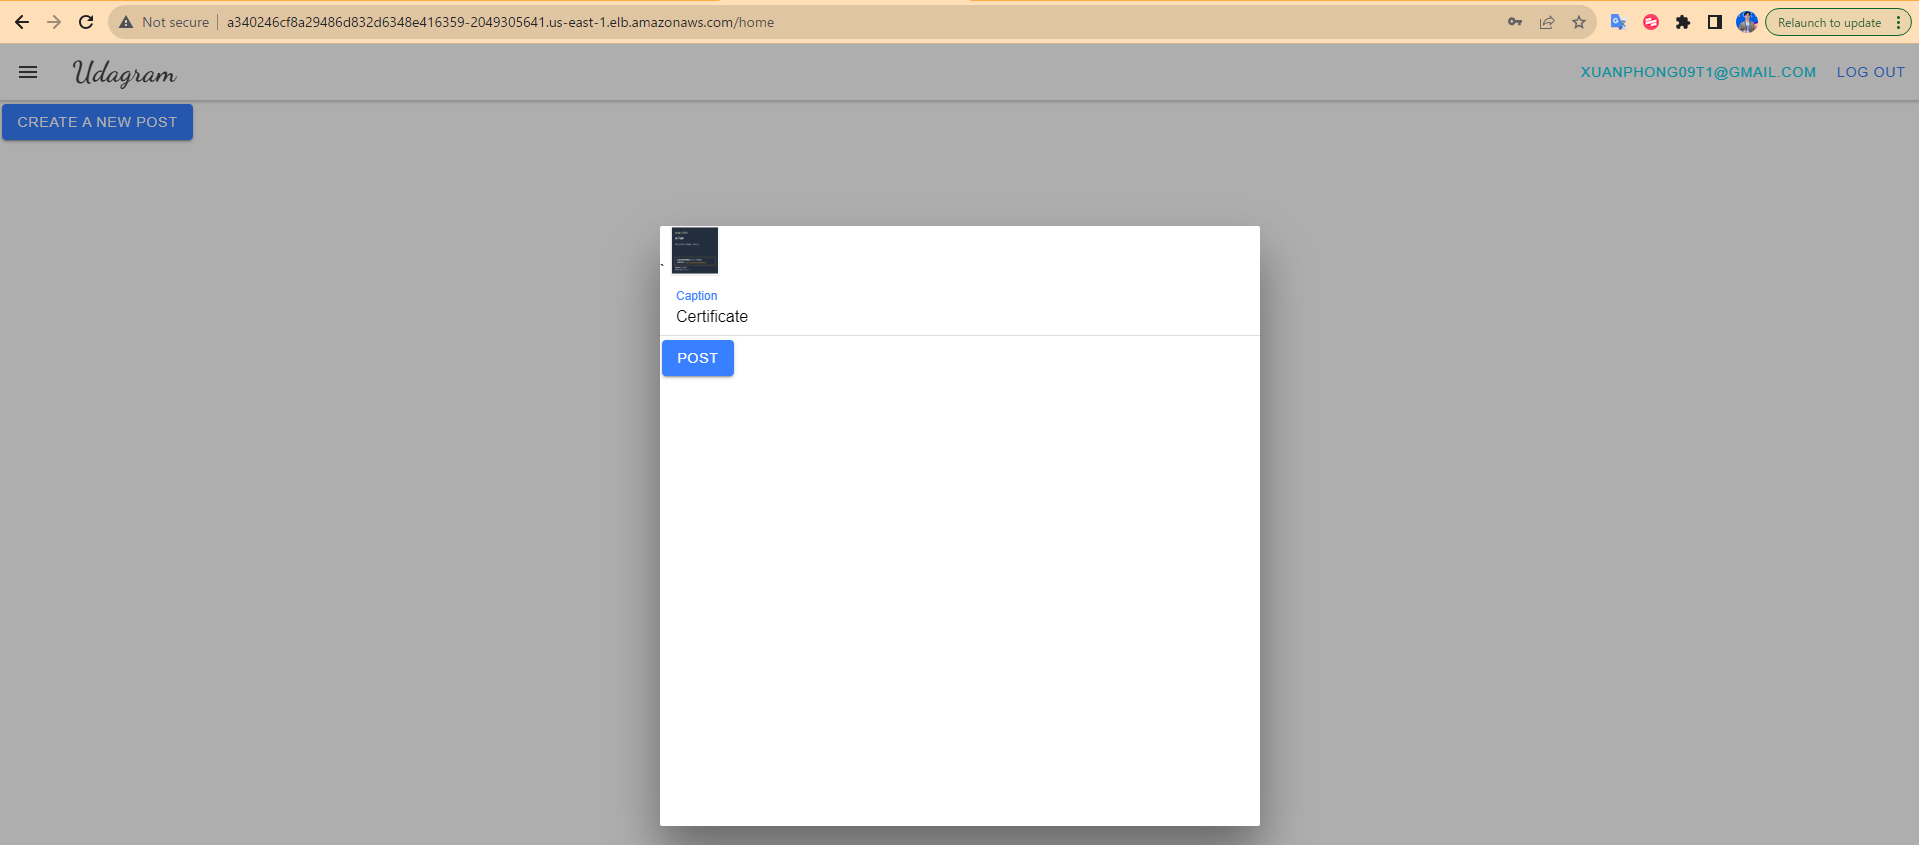 Not secure
a340246cf8a29486d832d6348e416359-2049305641.us-east-1.elb.amazonaws.com/home
Relaunch to update
Udagram
XUANPHONG09T1@GMAIL.COM
LOG OUT
CREATE A NEW POST
`
Caption
Certificate
POST